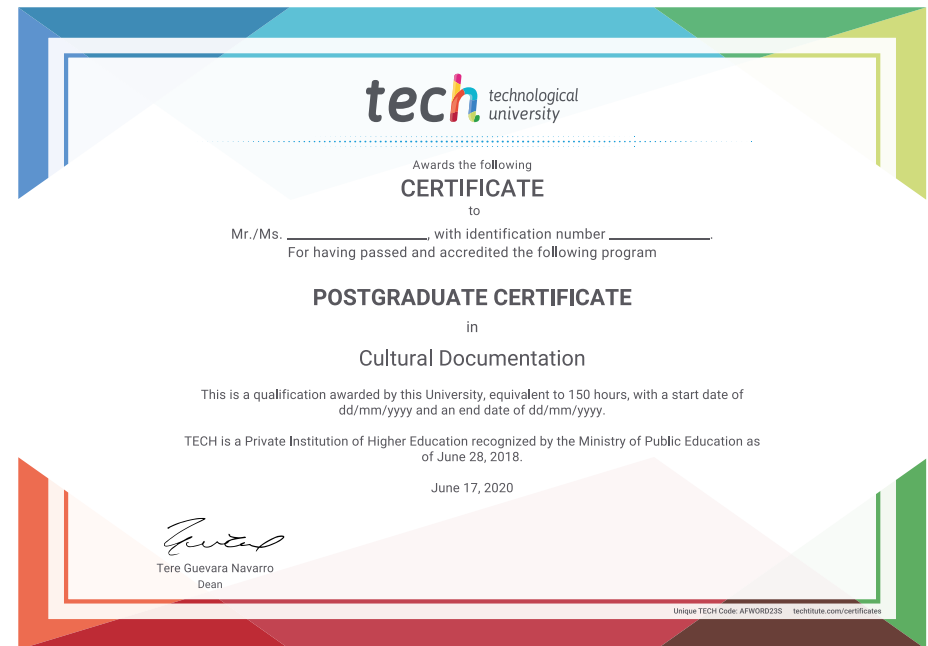 tech technological
university
Awards the following
CERTIFICATE
to
Mr./Ms. ____________________, with identification number ______________.
For having passed and accredited the following program
POSTGRADUATE CERTIFICATE
in
Cultural Documentation
This is a qualification awarded by this University, equivalent to 150 hours, with a start date of
dd/mm/yyyy and an end date of dd/mm/yyyy.
TECH is a Private Institution of Higher Education recognized by the Ministry of Public Education as
of June 28, 2018.
June 17, 2020
Tere Guevara Navarro
Dean
Unique TECH Code: AFWORD23S techtitute.com/certificates